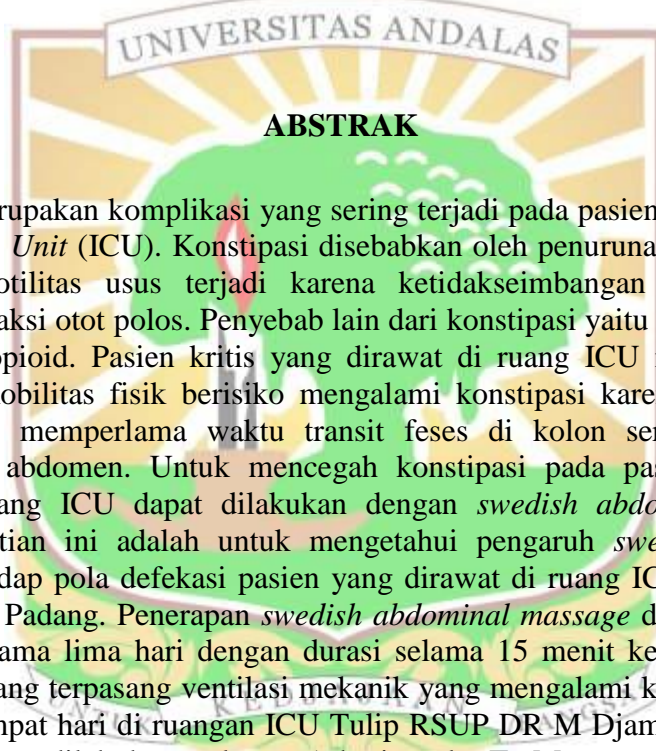 UNIVERSITAS ANDALAS
ABSTRAK
rupakan komplikasi yang sering terjadi pada pasien
Unit (ICU). Konstipasi disebabkan oleh penuruna
otilitas usus terjadi karena ketidakseimbangan
aksi otot polos. Penyebab lain dari konstipasi yaitu
opioid. Pasien kritis yang dirawat di ruang ICU
obilitas fisik berisiko mengalami konstipasi kare
memperlama waktu transit feses di kolon se
abdomen. Untuk mencegah konstipasi pada pas
ang ICU dapat dilakukan dengan swedish abdo
tian ini adalah untuk mengetahui pengaruh swe
dap pola defekasi pasien yang dirawat di ruang IC
Padang. Penerapan swedish abdominal massage d
ama lima hari dengan durasi selama 15 menit ke
ang terpasang ventilasi mekanik yang mengalami k
mpat hari di ruangan ICU Tulip RSUP DR M Djam